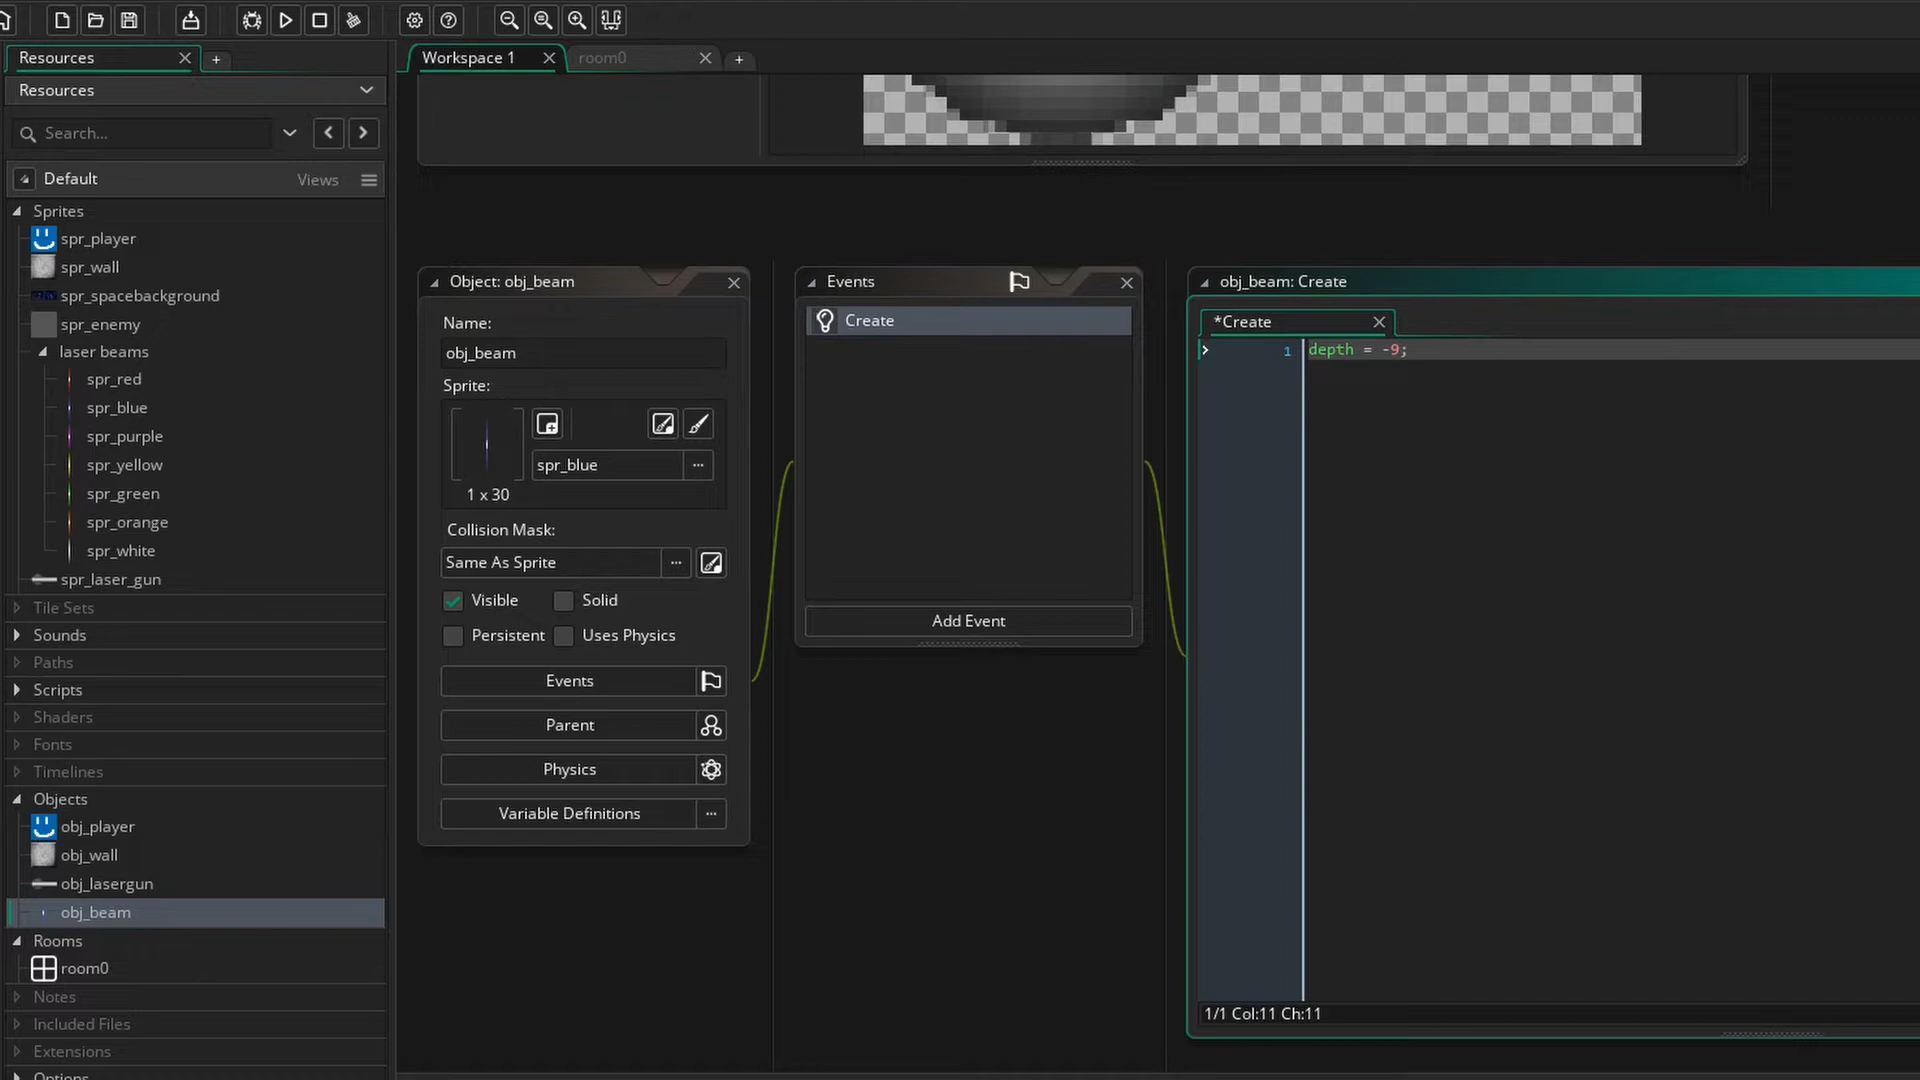 Resources
Workspace 1
room0
Resources
Search...
Default
Views
Sprites
spr_player
spr_wall
spr_spacebackground
spr_enemy
laser beams
spr_red
spr_blue
spr_purple
spr_yellow
spr_green
spr_orange
spr_white
spr_laser_gun
Tile Sets
Sounds
Paths
Scripts
Shaders
Fonts
Timelines
Objects
obj_player
obj_wall
obj_lasergun
obj_beam
Rooms
room0
Notes
Included Files
Extensions
Options
Object: obj_beam
Name:
obj_beam
Sprite:
spr_blue
1 x 30
Collision Mask:
Same As Sprite
Visible
Solid
Persistent
Uses Physics
Events
Parent
Physics
Variable Definitions
Events
Create
Add Event
obj_beam: Create
*Create
1 depth = -9;
1/1 Col:11 Ch:11